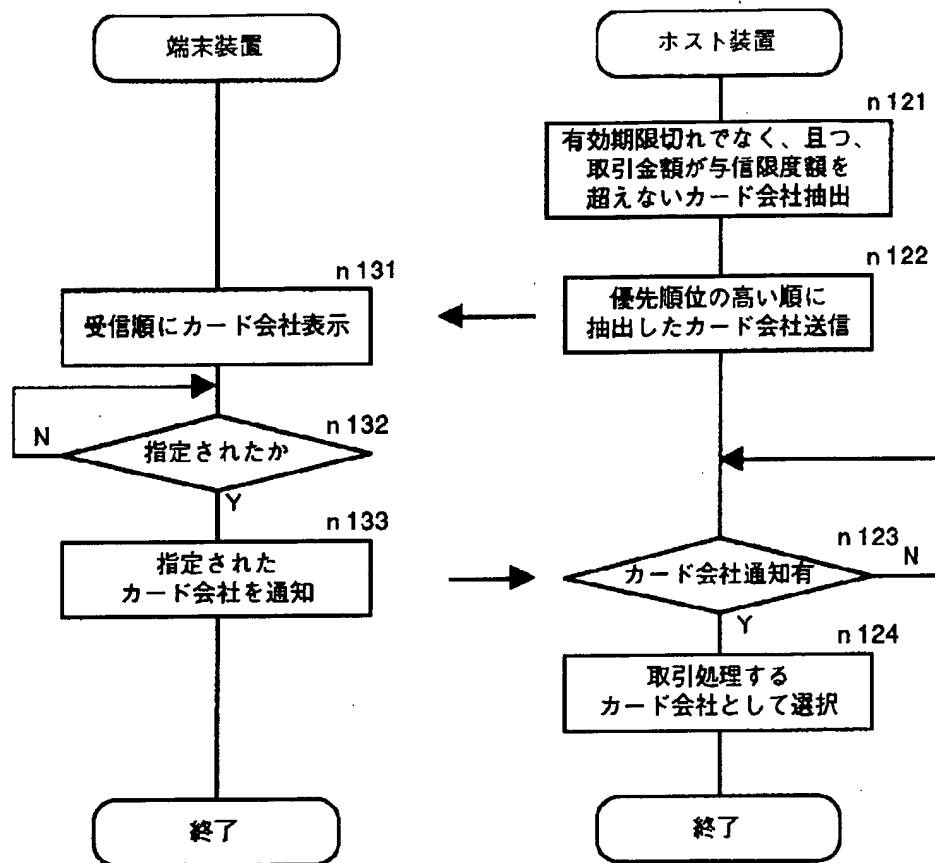 端末装置
ホスト装置
n121
有効期限切れでなく、且つ、
取引金額が与信限度額を
超えないカード会社抽出
n122
優先順位の高い順に
抽出したカード会社送信
n131
受信順にカード会社表示
n132
指定されたか
N
Y
n133
指定された
カード会社を通知
n123
カード会社通知有
N
Y
n124
取引処理する
カード会社として選択
終了
終了